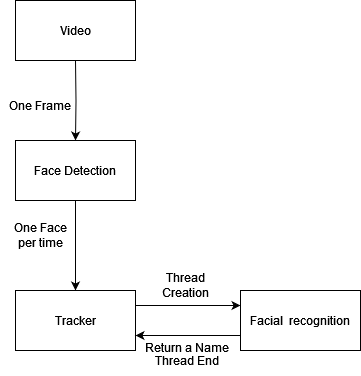 Video
One Frame
Face Detection
One Face
per time
Thread
Creation
Tracker
Facial recognition
Return a Name
Thread End